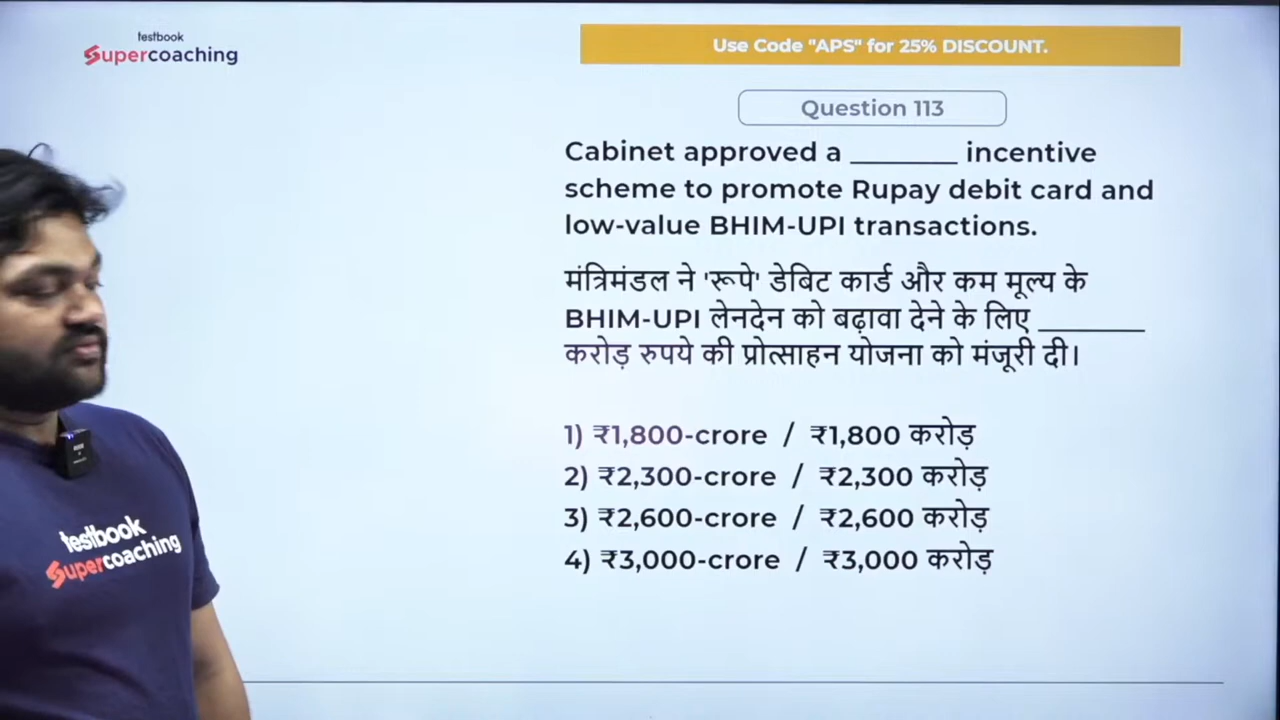 testbook
Supercoaching
Use Code "APS" for 25% DISCOUNT.
Question 113
Cabinet approved a ________ incentive
scheme to promote Rupay debit card and
low-value BHIM-UPI transactions.
मंत्रिमंडल ने 'रूपे' डेबिट कार्ड और कम मूल्य के
BHIM-UPI लेनदेन को बढ़ावा देने के लिए ________
करोड़ रुपये की प्रोत्साहन योजना को मंजूरी दी।
1) ₹1,800-crore / ₹1,800 करोड़
2) ₹2,300-crore / ₹2,300 करोड़
3) ₹2,600-crore / ₹2,600 करोड़
4) ₹3,000-crore / ₹3,000 करोड़
testbook
Supercoaching